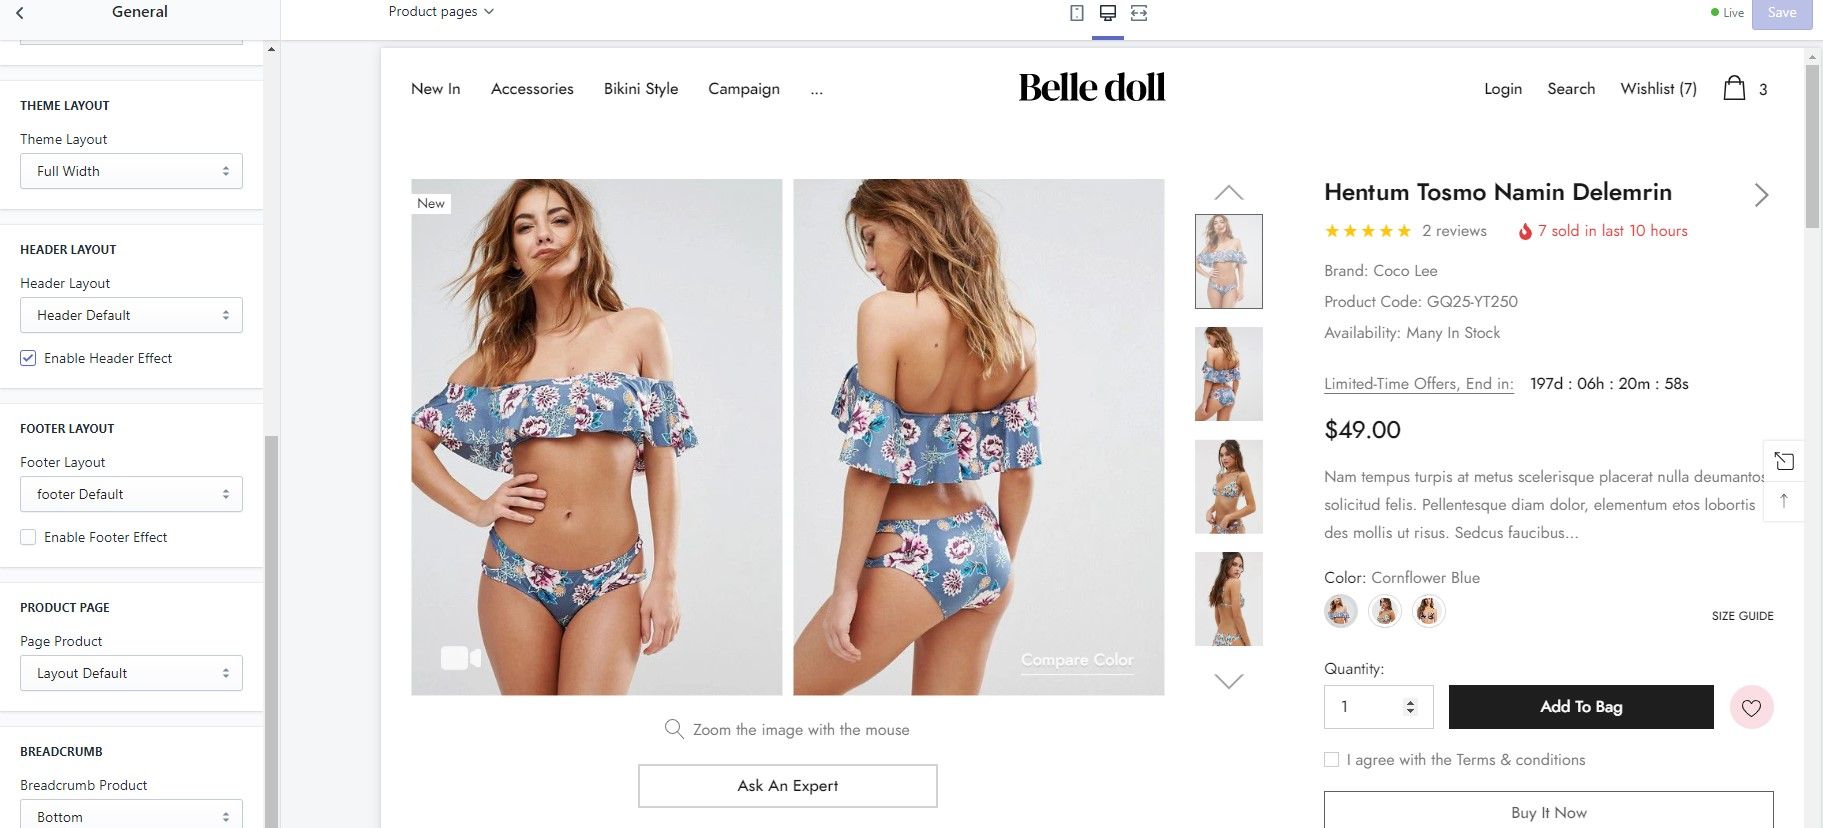 General
Product pages
Live
Save
THEME LAYOUT
Theme Layout
Full Width
HEADER LAYOUT
Header Layout
Header Default
Enable Header Effect
FOOTER LAYOUT
Footer Layout
footer Default
Enable Footer Effect
PRODUCT PAGE
Page Product
Layout Default
BREADCRUMB
Breadcrumb Product
Bottom
New In Accessories Bikini Style Campaign ...
Belle doll
Login Search Wishlist (7) 3
New
Compare Color
Zoom the image with the mouse
Ask An Expert
Hentum Tosmo Namin Delemrin
2 reviews 7 sold in last 10 hours
Brand: Coco Lee
Product Code: GQ25-YT250
Availability: Many In Stock
Limited-Time Offers, End in: 197d : 06h : 20m : 58s
$49.00
Nam tempus turpis at metus scelerisque placerat nulla deumantos
solicitud felis. Pellentesque diam dolor, elementum etos lobortis
des mollis ut risus. Sedcus faucibus...
Color: Cornflower Blue
SIZE GUIDE
Quantity:
1
Add To Bag
I agree with the Terms & conditions
Buy It Now